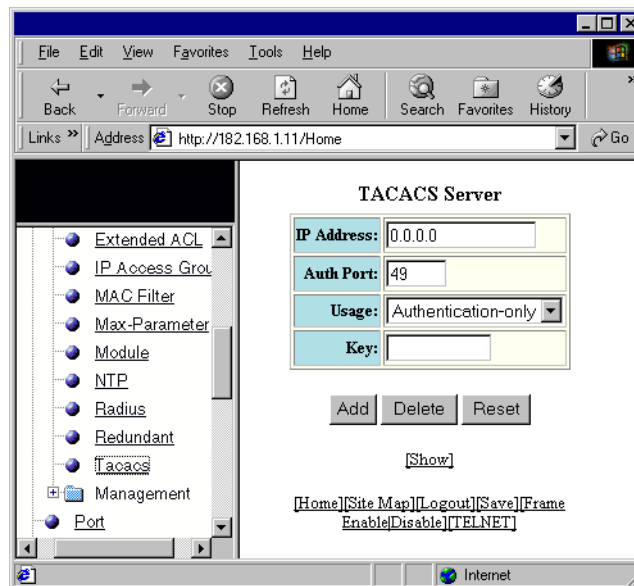 File Edit View Favorites Tools Help
Back Forward Stop Refresh Home Search Favorites History »
Links » Address http://182.168.1.11/Home Go
Extended ACL
IP Access Grou
MAC Filter
Max-Parameter
Module
NTP
Radius
Redundant
Tacacs
Management
Port
TACACS Server
IP Address: 0.0.0.0
Auth Port: 49
Usage: Authentication-only
Key:
Add Delete Reset
[Show]
[Home][Site Map][Logout][Save][Frame
Enable|Disable][TELNET]
Internet